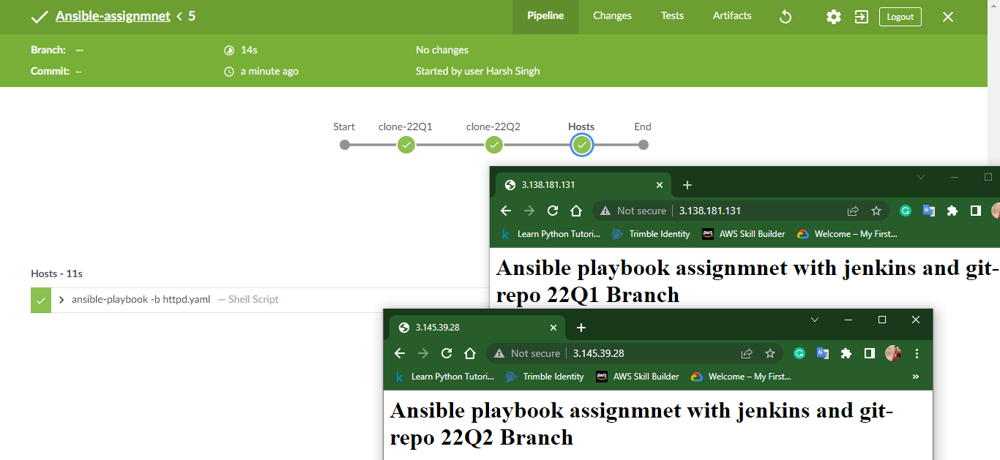 Ansible-assignmnet < 5
Pipeline Changes Tests Artifacts Logout
Branch: —
14s
No changes
Commit: –
a minute ago
Started by user Harsh Singh
Start clone-22Q1 clone-22Q2 Hosts End
Hosts - 11s
ansible-playbook -b httpd.yaml — Shell Script
3.138.181.131
Not secure 3.138.181.131
Learn Python Tutori... Trimble Identity aws AWS Skill Builder Welcome – My First...
Ansible playbook assignmnet with jenkins and git-
repo 22Q1 Branch
3.145.39.28
Not secure 3.145.39.28
Learn Python Tutori... Trimble Identity aws AWS Skill Builder Welcome – My First... »
Ansible playbook assignmnet with jenkins and git-
repo 22Q2 Branch